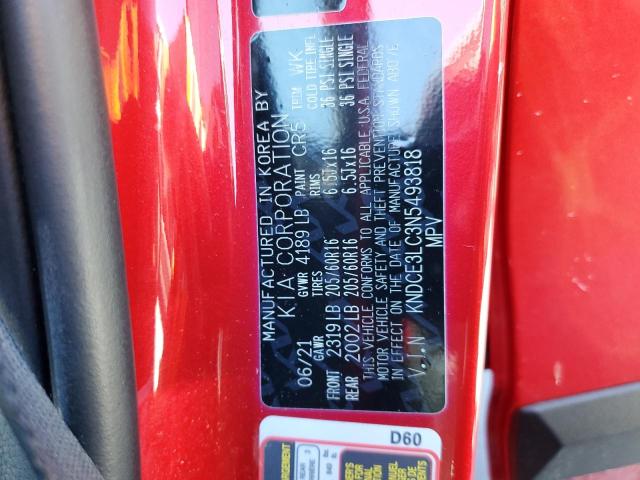 MANUFACTURED IN KOREA BY
KIA CORPORATION
06/21 GVWR 4189 LB PAINT CR5 TRIM WK
GAWR TIRES RIMS COLD TIRE INFL
FRONT 2319 LB 205/60R16 6.5JX16 36 PSI SINGLE
REAR 2002 LB 205/60R16 6.5JX16 36 PSI SINGLE
THIS VEHICLE CONFORMS TO ALL APPLICABLE U.S.A. FEDERAL
MOTOR VEHICLE SAFETY AND THEFT PREVENTION STANDARDS
IN EFFECT ON THE DATE OF MANUFACTURE SHOWN ABOVE
V.I.N KNDCE3LC3N5493818
MPV
D60